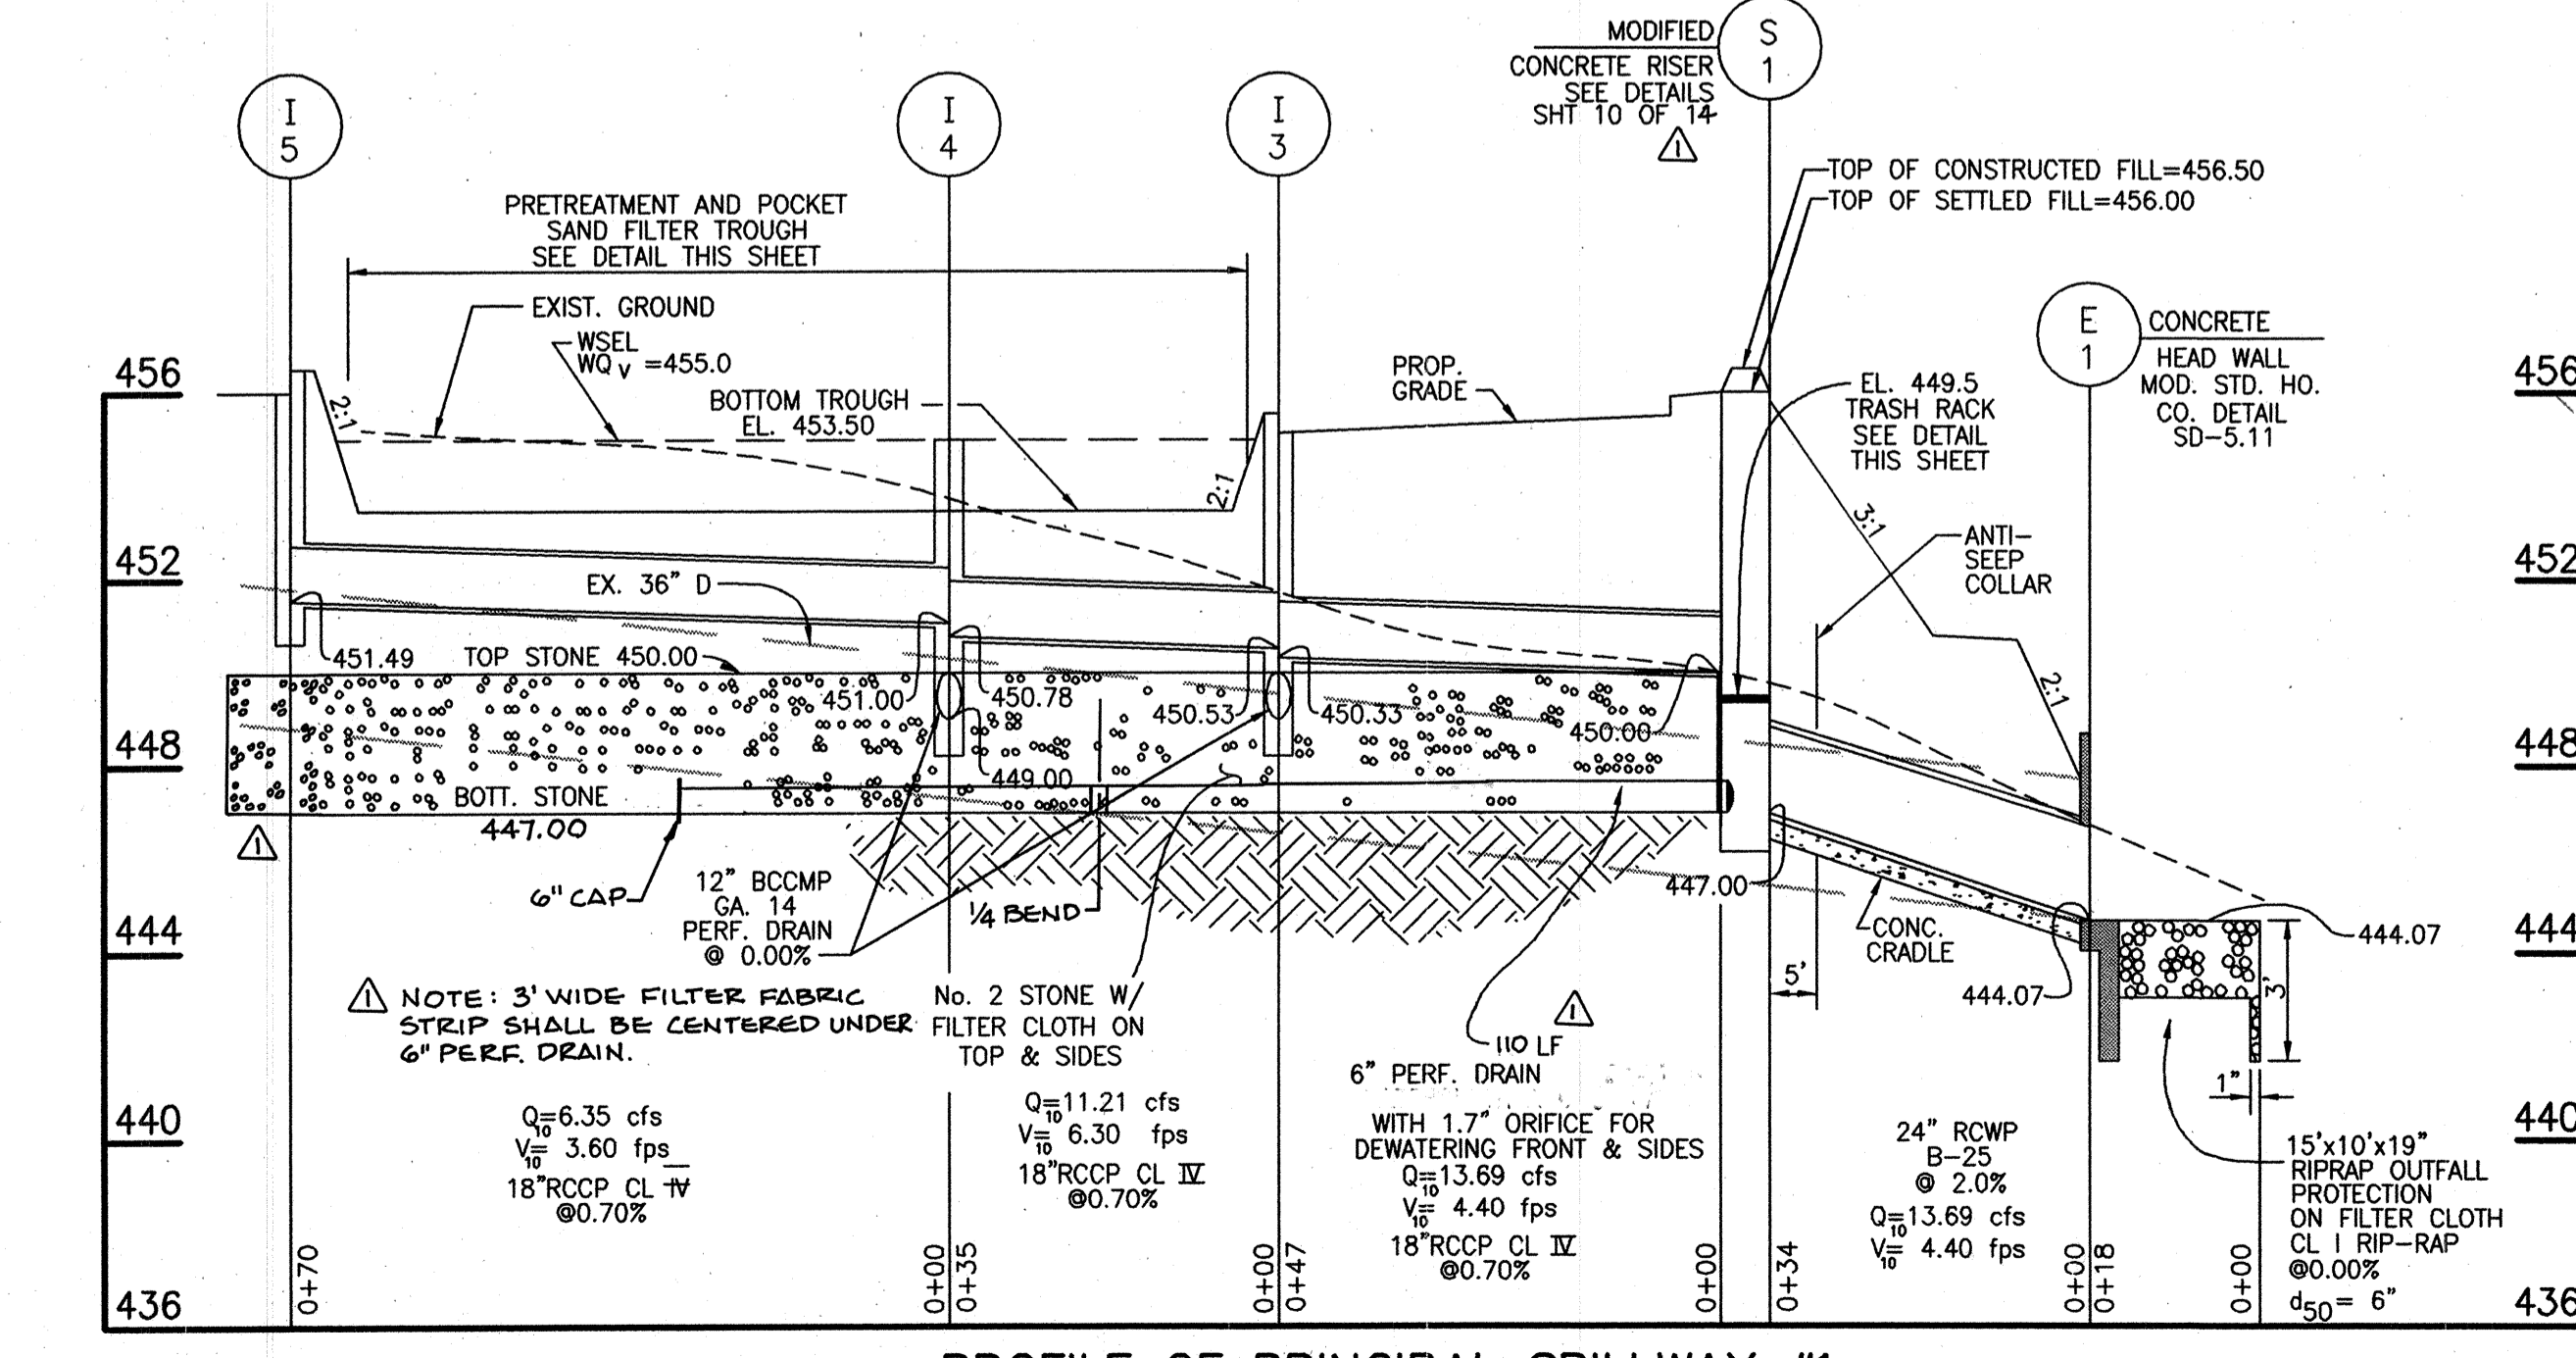 MODIFIED
CONCRETE RISER
SEE DETAILS
SHT 10 OF 14
1
S
1
I
5
I
4
I
3
E
1
CONCRETE
HEAD WALL
MOD. STD. HO.
CO. DETAIL
SD-5.11
TOP OF CONSTRUCTED FILL=456.50
TOP OF SETTLED FILL=456.00
PRETREATMENT AND POCKET
SAND FILTER TROUGH
SEE DETAIL THIS SHEET
EXIST. GROUND
WSEL
WQv =455.0
BOTTOM TROUGH
EL. 453.50
PROP.
GRADE
EL. 449.5
TRASH RACK
SEE DETAIL
THIS SHEET
ANTI-
SEEP
COLLAR
2:1
2:1
3:1
2:1
456
452
448
444
440
436
456
452
448
444
440
436
EX. 36" D
451.49
TOP STONE 450.00
451.00
450.78
450.53
450.33
450.00
449.00
BOTT. STONE
447.00
1
6" CAP
12" BCCMP
GA. 14
PERF. DRAIN
@ 0.00%
1/4 BEND
447.00
CONC.
CRADLE
5'
444.07
444.07
3'
1"
1 NOTE: 3' WIDE FILTER FABRIC
STRIP SHALL BE CENTERED UNDER
6" PERF. DRAIN.
No. 2 STONE W/
FILTER CLOTH ON
TOP & SIDES
1
110 LF
6" PERF. DRAIN
WITH 1.7" ORIFICE FOR
DEWATERING FRONT & SIDES
Q10=6.35 cfs
V10= 3.60 fps
18"RCCP CL IV
@0.70%
Q10=11.21 cfs
V10= 6.30 fps
18"RCCP CL IV
@0.70%
Q10=13.69 cfs
V10= 4.40 fps
18"RCCP CL IV
@0.70%
24" RCWP
B-25
@ 2.0%
Q10=13.69 cfs
V10= 4.40 fps
15'x10'x19"
RIPRAP OUTFALL
PROTECTION
ON FILTER CLOTH
CL I RIP-RAP
@0.00%
d50= 6"
0+70
0+00
0+35
0+00
0+47
0+00
0+34
0+00
0+18
0+00
PROFILE OF PRINCIPAL SPILLWAY #1